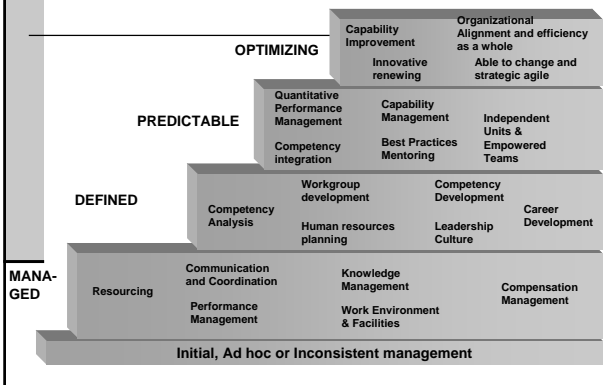 OPTIMIZING
Capability
Improvement
Organizational
Alignment and efficiency
as a whole
Innovative
renewing
Able to change and
strategic agile
PREDICTABLE
Quantitative
Performance
Management
Capability
Management
Independent
Units &
Empowered
Teams
Competency
integration
Best Practices
Mentoring
DEFINED
Competency
Analysis
Workgroup
development
Competency
Development
Career
Development
Human resources
planning
Leadership
Culture
MANA-
GED
Resourcing
Communication
and Coordination
Knowledge
Management
Compensation
Management
Performance
Management
Work Environment
& Facilities
Initial, Ad hoc or Inconsistent management